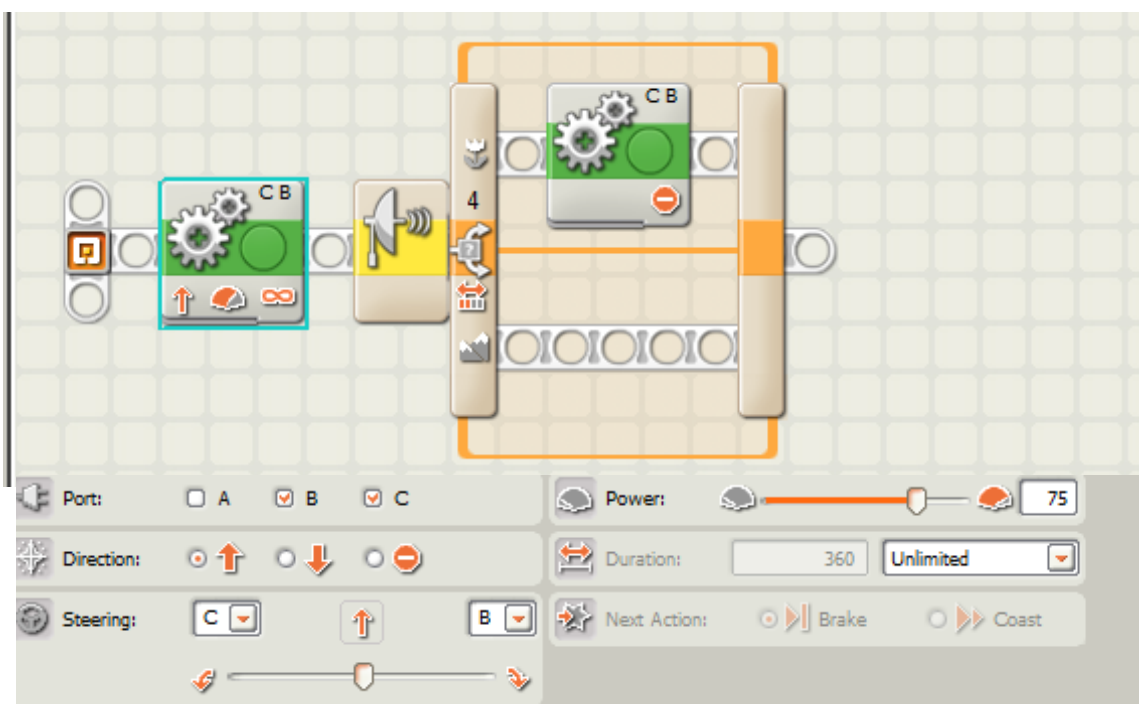 C B
C B
4
?
Port: A B C
Power: 75
Direction:
Duration: 360 Unlimited
Steering: C B
Next Action: Brake Coast